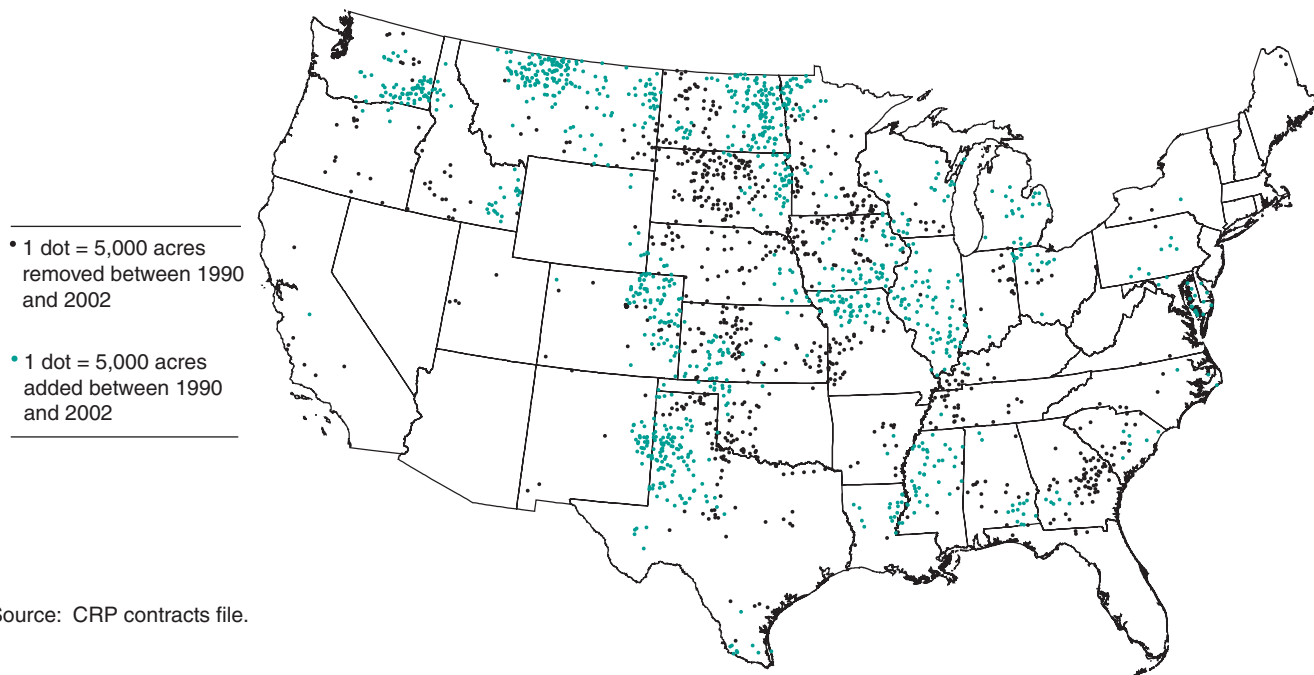 • 1 dot = 5,000 acres
removed between 1990
and 2002
• 1 dot = 5,000 acres
added between 1990
and 2002
ource: CRP contracts file.